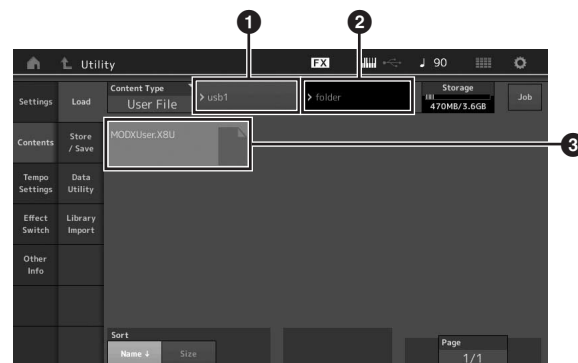 1 2
Utility FX ♩ 90
Settings Load Content Type User File > usb1 > folder Storage 470MB/3.6GB Job
Contents Store / Save MODXUser.X8U 3
Tempo Settings Data Utility
Effect Switch Library Import
Other Info
Sort
Name ↓ Size
Page
1/1